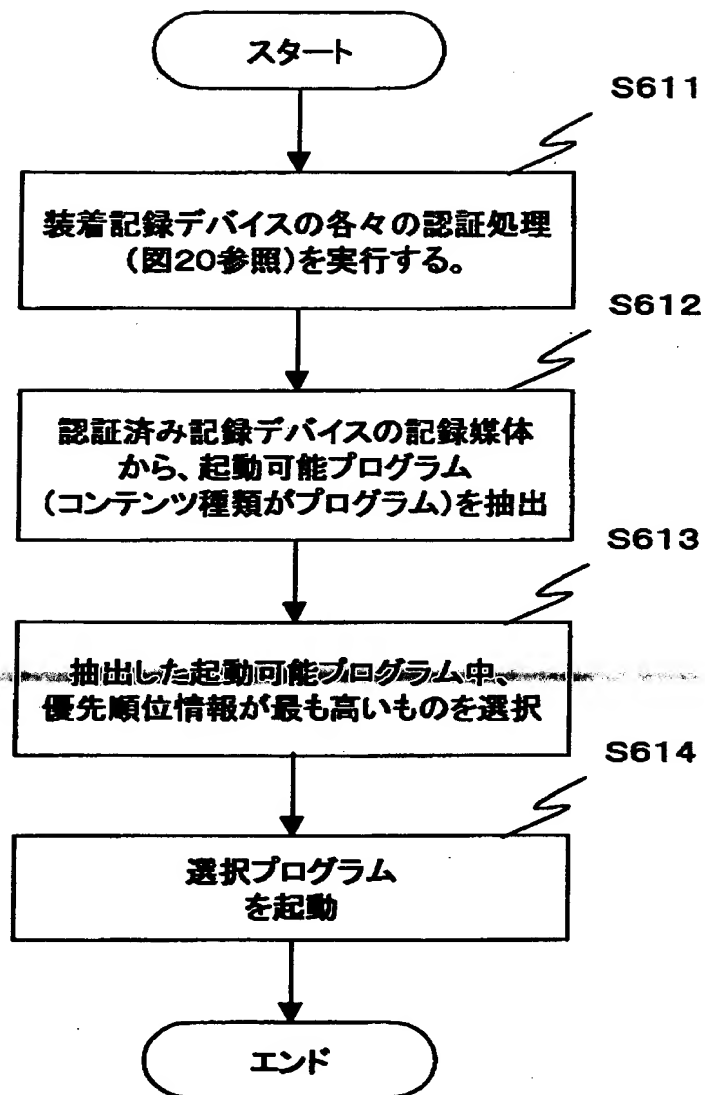 スタート
S611
装着記録デバイスの各々の認証処理
(図20参照)を実行する。
S612
認証済み記録デバイスの記録媒体
から、起動可能プログラム
(コンテンツ種類がプログラム)を抽出
S613
抽出した起動可能プログラム中、
優先順位情報が最も高いものを選択
S614
選択プログラム
を起動
エンド